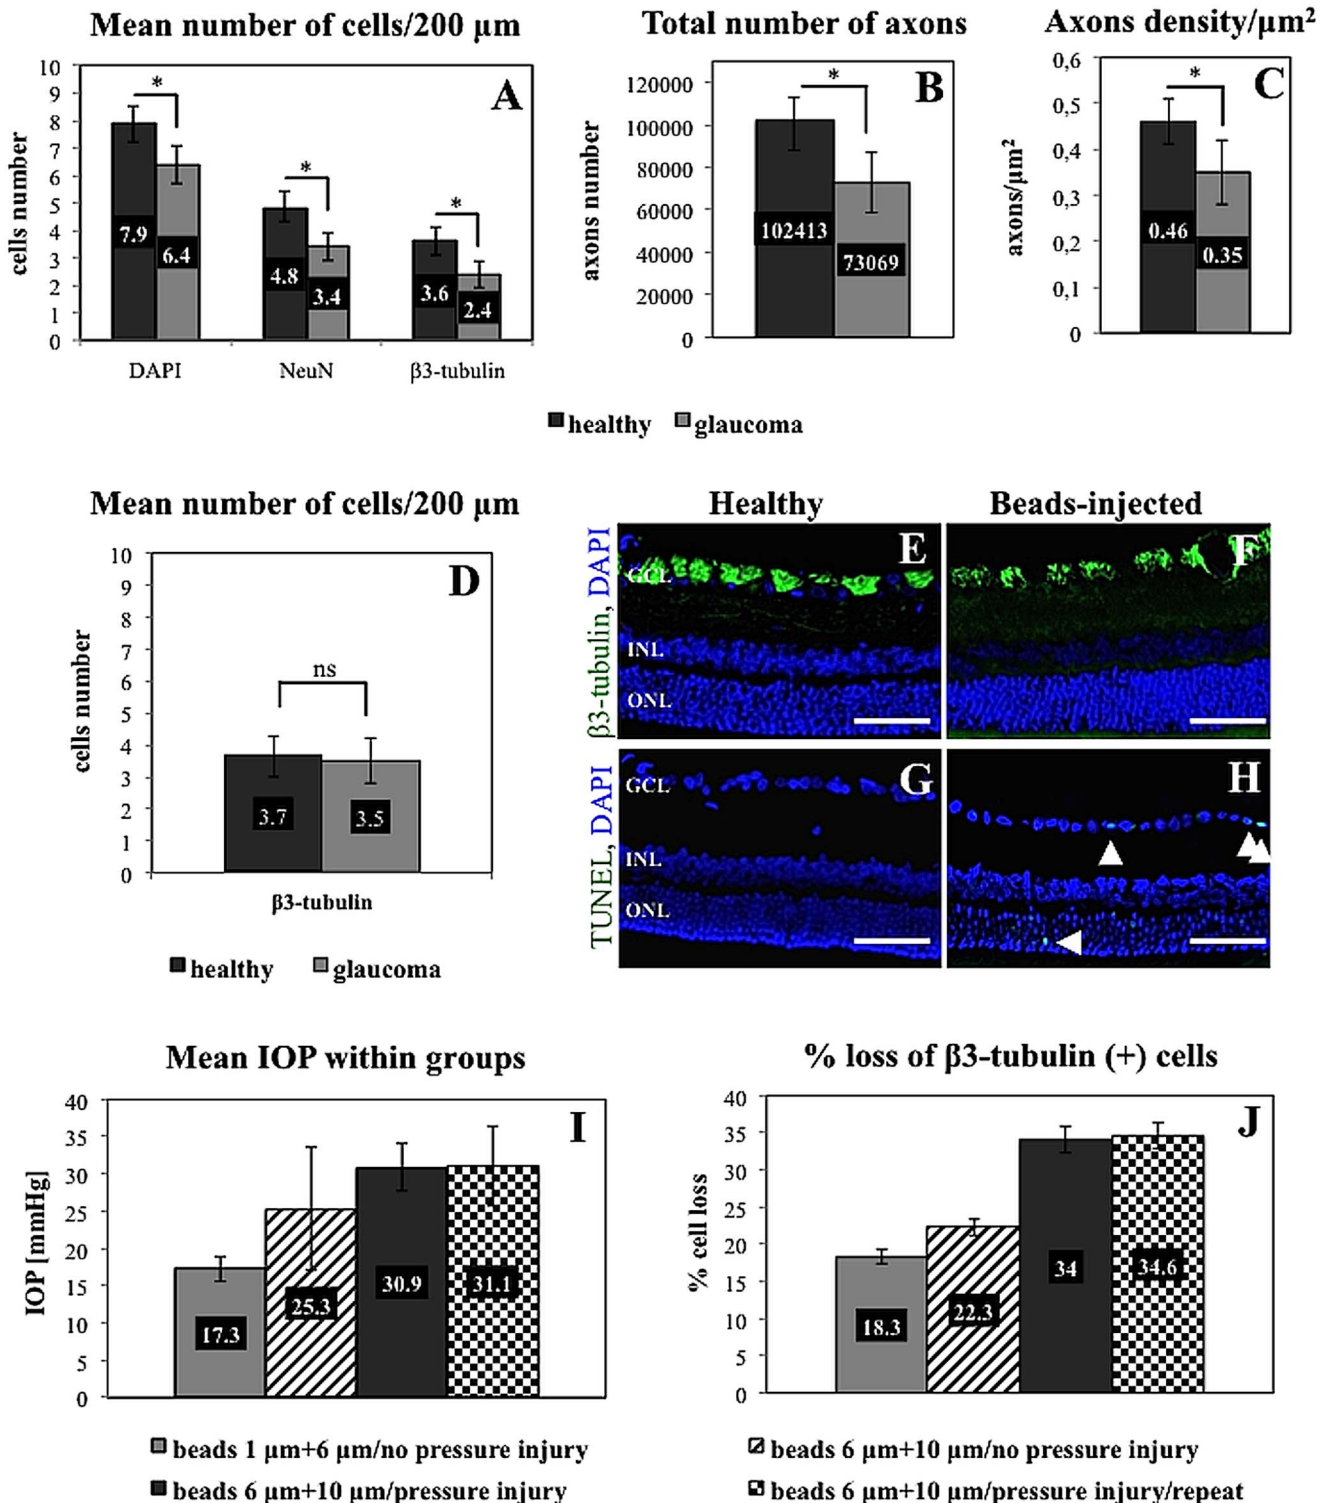 Mean number of cells/200 µm
Total number of axons
Axons density/µm²
A
cells number
10
9
8
7
6
5
4
3
2
1
0
*
*
*
7.9
6.4
4.8
3.4
3.6
2.4
DAPI
NeuN
β3-tubulin
B
axons number
120000
100000
80000
60000
40000
20000
0
*
102413
73069
C
axons/µm²
0,6
0,5
0,4
0,3
0,2
0,1
0
*
0.46
0.35
healthy
glaucoma
Mean number of cells/200 µm
D
cells number
10
9
8
7
6
5
4
3
2
1
0
ns
3.7
3.5
β3-tubulin
healthy
glaucoma
Healthy
Beads-injected
β3-tubulin, DAPI
E
GCL
INL
ONL
F
TUNEL, DAPI
G
GCL
INL
ONL
H
Mean IOP within groups
I
IOP [mmHg]
40
35
30
25
20
15
10
5
0
17.3
25.3
30.9
31.1
% loss of β3-tubulin (+) cells
J
% cell loss
40
35
30
25
20
15
10
5
0
18.3
22.3
34
34.6
beads 1 µm+6 µm/no pressure injury
beads 6 µm+10 µm/no pressure injury
beads 6 µm+10 µm/pressure injury
beads 6 µm+10 µm/pressure injury/repeat